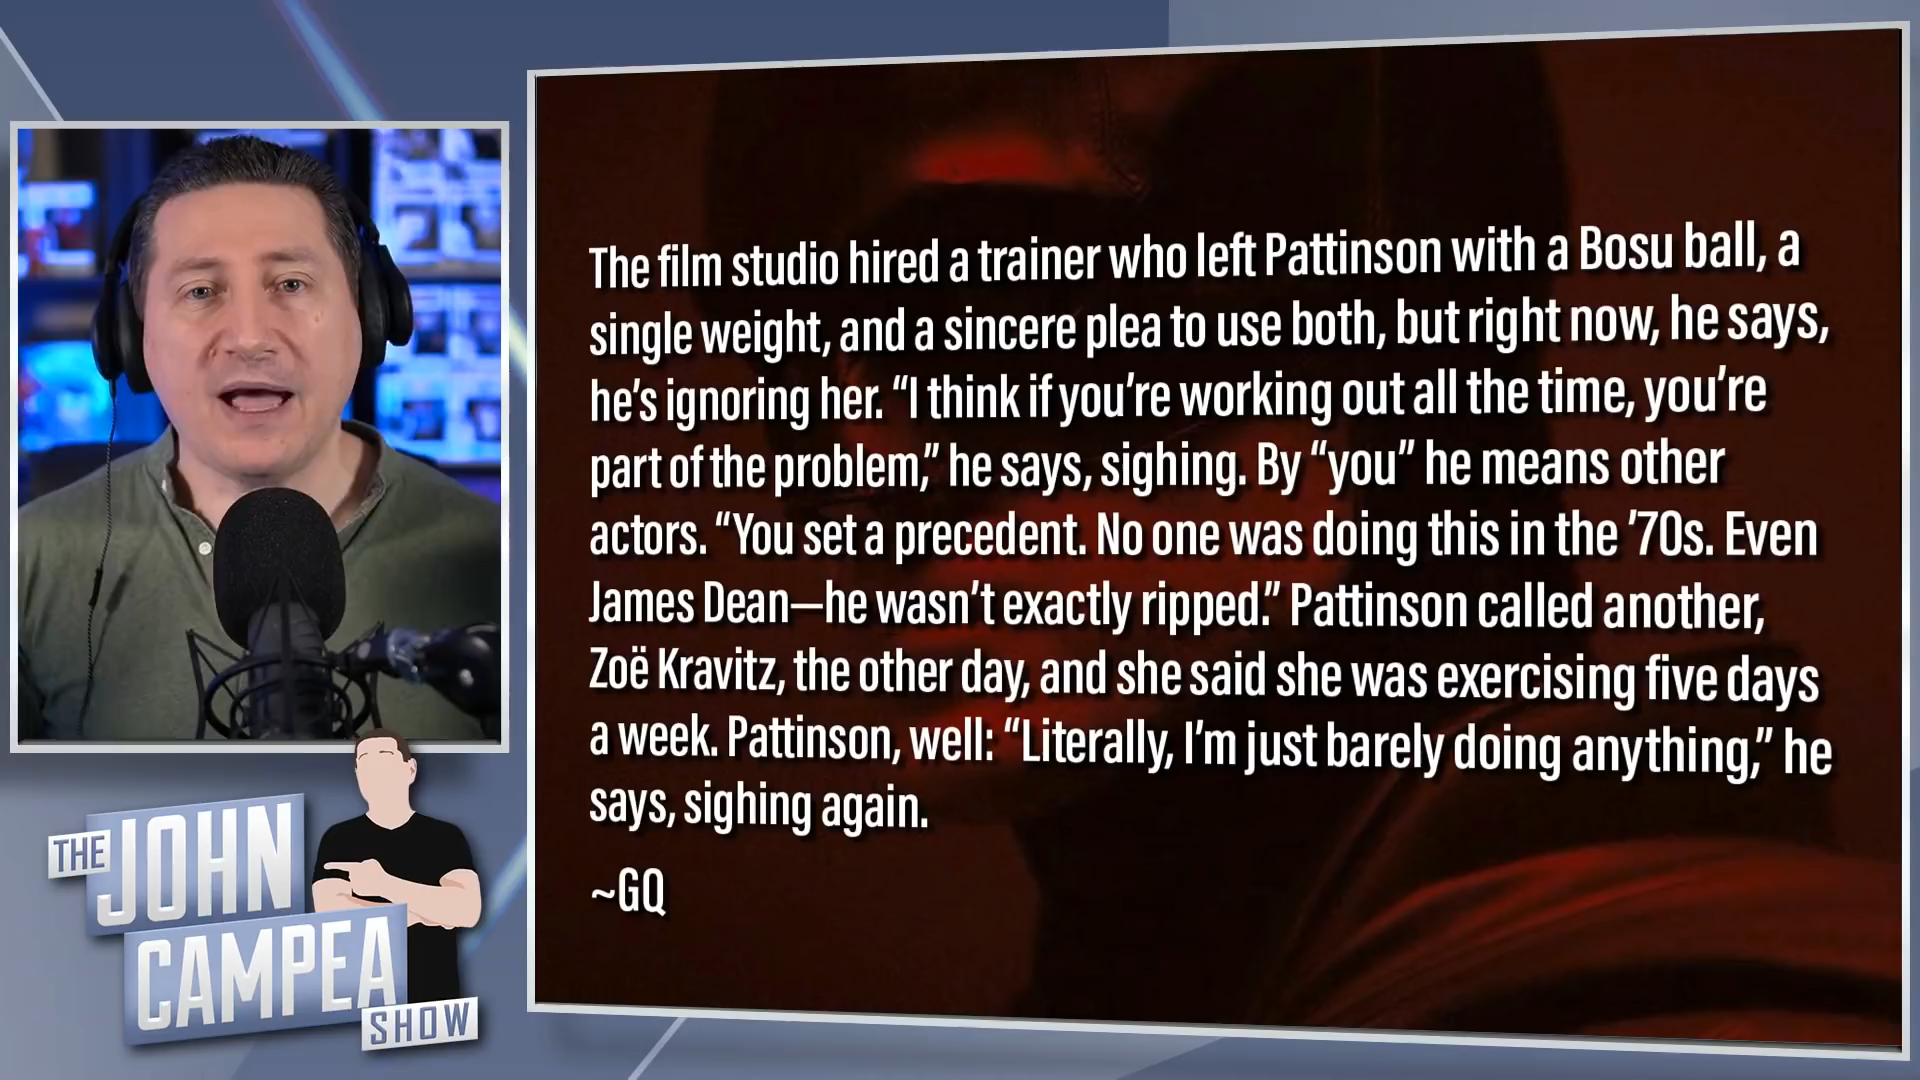 The film studio hired a trainer who left Pattinson with a Bosu ball, a
single weight, and a sincere plea to use both, but right now, he says,
he’s ignoring her. “I think if you’re working out all the time, you’re
part of the problem,” he says, sighing. By “you” he means other
actors. “You set a precedent. No one was doing this in the ’70s. Even
James Dean—he wasn’t exactly ripped.” Pattinson called another,
Zoë Kravitz, the other day, and she said she was exercising five days
a week. Pattinson, well: “Literally, I’m just barely doing anything,” he
says, sighing again.
~GQ
THE
JOHN
CAMPEA
SHOW